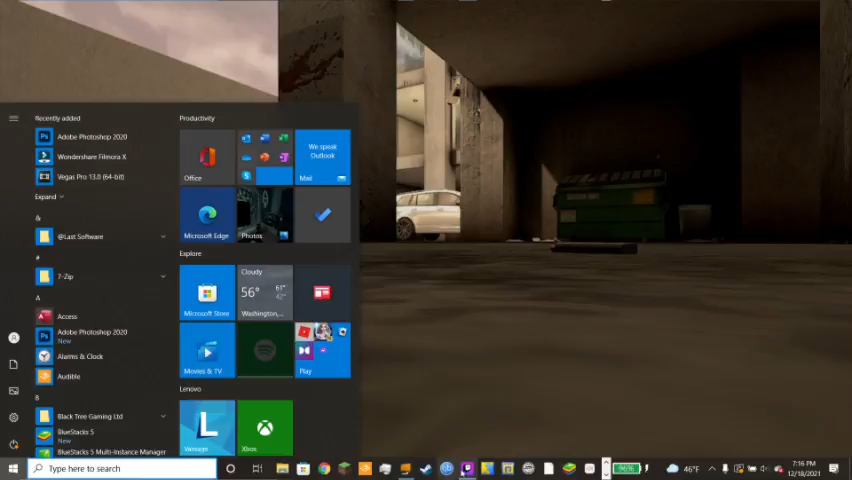 Recently added
Adobe Photoshop 2020
Wondershare Filmora X
Vegas Pro 13.0 (64-bit)
Expand
&
@Last Software
#
7-Zip
A
Access
Adobe Photoshop 2020
New
Alarms & Clock
Audible
B
Black Tree Gaming Ltd
BlueStacks 5
New
BlueStacks 5 Multi-Instance Manager
Productivity
Office
We speak
Outlook
Mail
Microsoft Edge
Photos
Explore
Microsoft Store
Cloudy
56°
61°
42°
Washington,...
Movies & TV
Play
Lenovo
Vantage
Xbox
Type here to search
96%
46°F
7:16 PM
12/18/2021